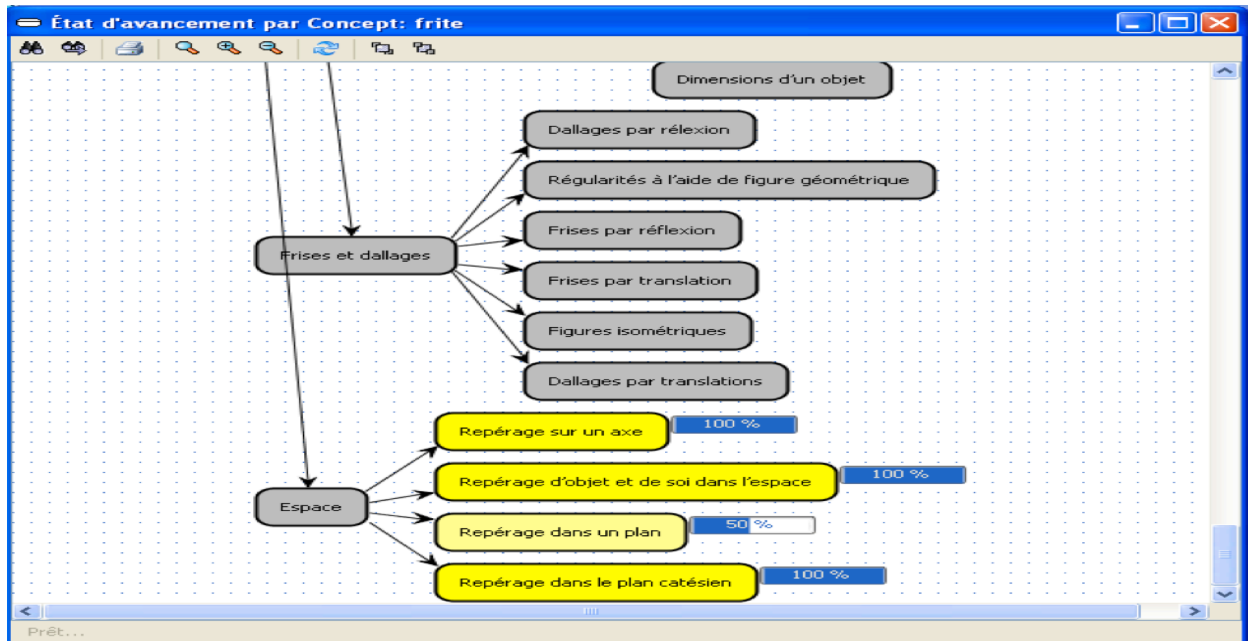 État d'avancement par Concept: frite
Dimensions d'un objet
Dallages par rélexion
Régularités à l'aide de figure géométrique
Frises par réflexion
Frises et dallages
Frises par translation
Figures isométriques
Dallages par translations
Repérage sur un axe 100 %
Repérage d'objet et de soi dans l'espace 100 %
Espace
Repérage dans un plan 50 %
Repérage dans le plan catésien 100 %
Prêt...